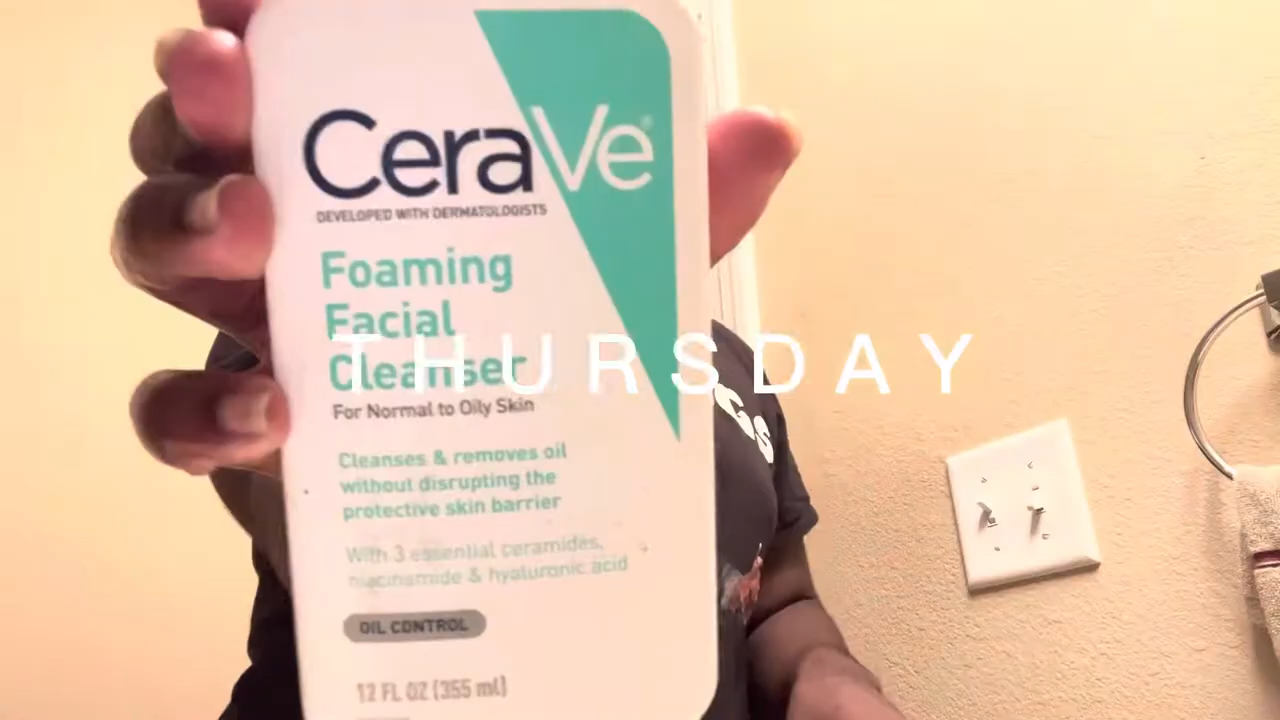 CeraVe®
DEVELOPED WITH DERMATOLOGISTS
Foaming
Facial
Cleanser
THURSDAY
For Normal to Oily Skin
Cleanses & removes oil
without disrupting the
protective skin barrier
With 3 essential ceramides,
niacinamide & hyaluronic acid
OIL CONTROL
12 FL OZ (355 ml)